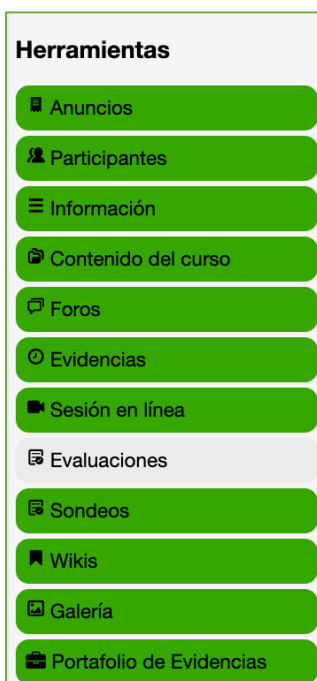 Herramientas
Anuncios
Participantes
Información
Contenido del curso
Foros
Evidencias
Sesión en línea
Evaluaciones
Sondeos
Wikis
Galería
Portafolio de Evidencias